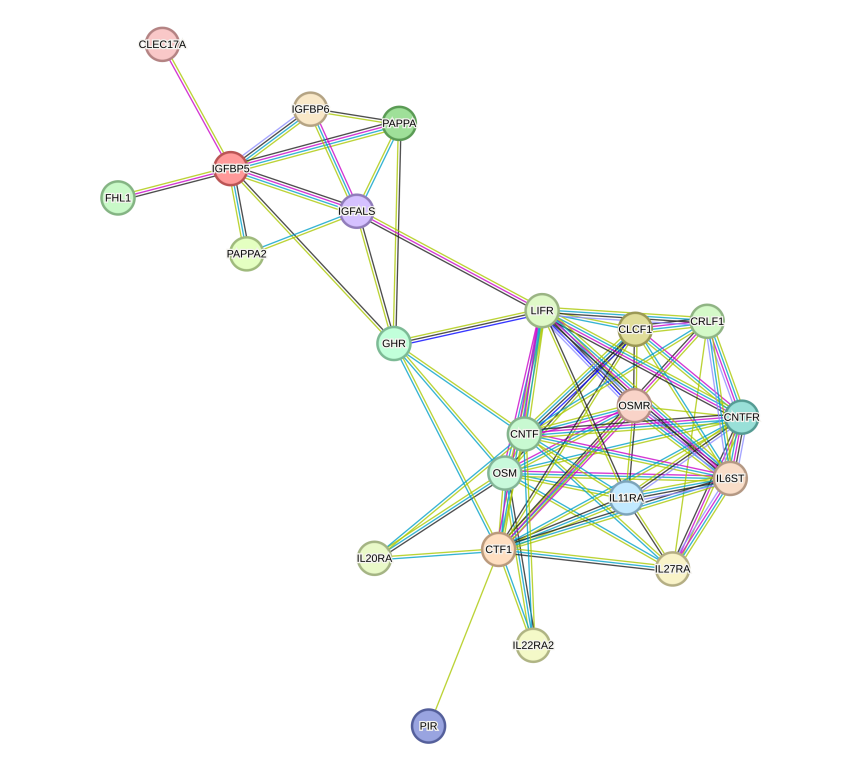 CLEC17A
IGFBP6
PAPPA
IGFBP5
FHL1
IGFALS
PAPPA2
LIFR
CLCF1
CRLF1
GHR
OSMR
CNTFR
CNTF
OSM
IL6ST
IL11RA
CTF1
IL20RA
IL27RA
IL22RA2
PIR